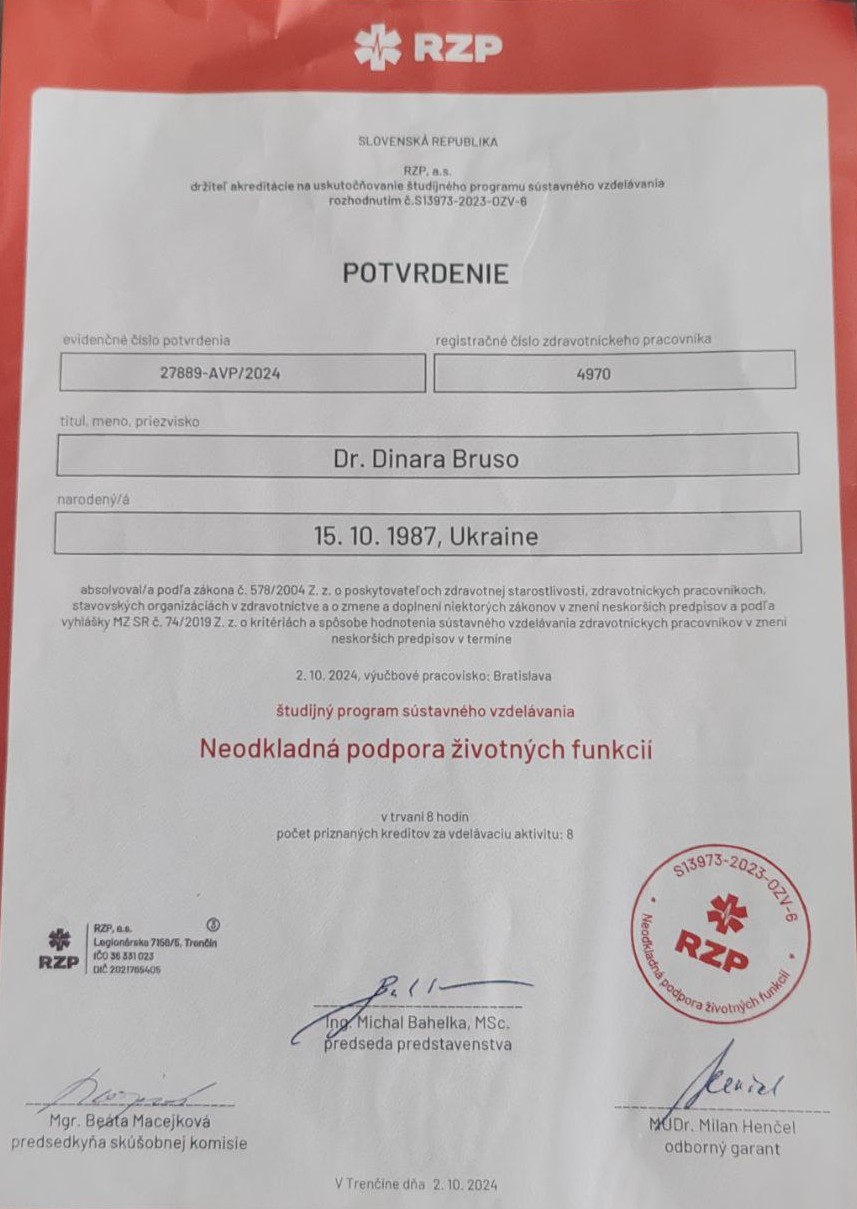 RZP
SLOVENSKÁ REPUBLIKA
RZP, a.s.
držiteľ akreditácie na uskutočňovanie študijného programu sústavného vzdelávania
rozhodnutím č.S13973-2023-OZV-6
POTVRDENIE
evidenčné číslo potvrdenia
27889-AVP/2024
registračné číslo zdravotníckeho pracovníka
4970
titul, meno, priezvisko
Dr. Dinara Bruso
narodený/á
15. 10. 1987, Ukraine
absolvoval/a podľa zákona č. 578/2004 Z. z. o poskytovateľoch zdravotnej starostlivosti, zdravotníckych pracovníkoch,
stavovských organizáciách v zdravotníctve a o zmene a doplnení niektorých zákonov v znení neskorších predpisov a podľa
vyhlášky MZ SR č. 74/2019 Z. z. o kritériách a spôsobe hodnotenia sústavného vzdelávania zdravotníckych pracovníkov v znení
neskorších predpisov v termíne
2. 10. 2024, výučbové pracovisko: Bratislava
študijný program sústavného vzdelávania
Neodkladná podpora životných funkcií
v trvaní 8 hodín
počet priznaných kreditov za vdelávaciu aktivitu: 8
RZP
RZP, a.s.
Legionárska 7158/5, Trenčín
IČO 36 331 023
DIČ 2021765405
3
S13973-2023-OZV-6
RZP
Neodkladná podpora životných funkcií
Ing. Michal Bahelka, MSc.
predseda predstavenstva
Mgr. Beáta Macejková
predsedkyňa skúšobnej komisie
MUDr. Milan Henčel
odborný garant
V Trenčíne dňa 2. 10. 2024